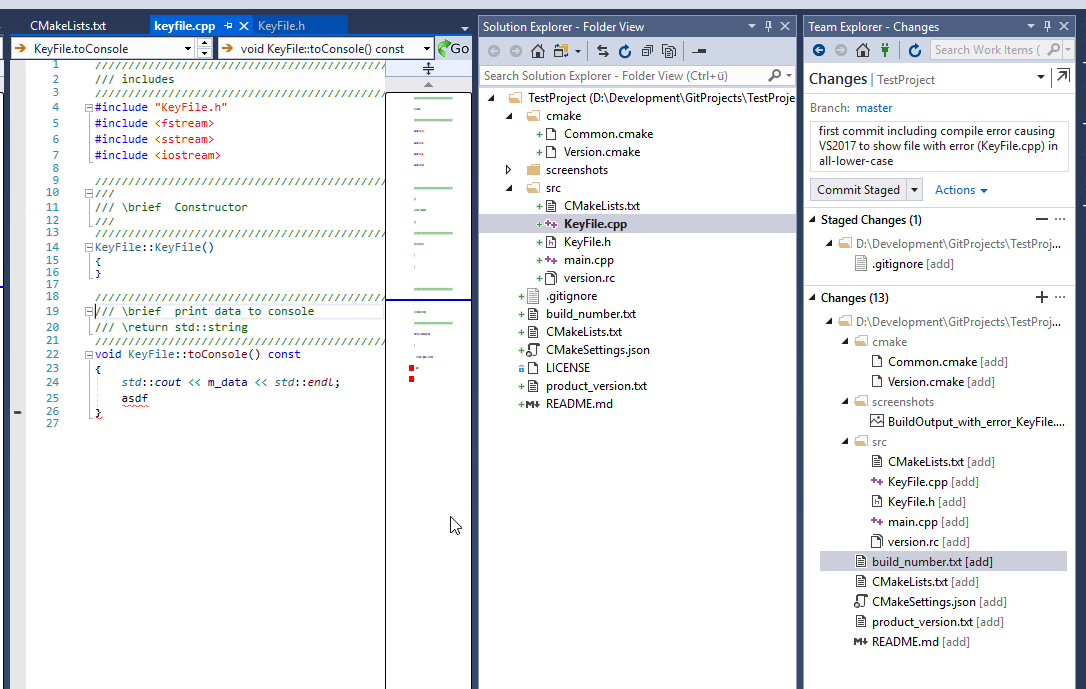 CMakeLists.txt
keyfile.cpp
KeyFile.h
KeyFile.toConsole
void KeyFile::toConsole() const
Go
1 ////////////////////////////////////////////
2 /// includes
3 ////////////////////////////////////////////
4 #include "KeyFile.h"
5 #include <fstream>
6 #include <sstream>
7 #include <iostream>
8
9 ////////////////////////////////////////////
10 ///
11 /// \brief  Constructor
12 ///
13 ////////////////////////////////////////////
14 KeyFile::KeyFile()
15 {
16 }
17
18 ////////////////////////////////////////////
19 /// \brief  print data to console
20 /// \return std::string
21 ////////////////////////////////////////////
22 void KeyFile::toConsole() const
23 {
24 std::cout << m_data << std::endl;
25 asdf
26 }
27
Solution Explorer - Folder View
Search Solution Explorer - Folder View (Ctrl+ü)
TestProject (D:\Development\GitProjects\TestProje
cmake
Common.cmake
Version.cmake
screenshots
src
CMakeLists.txt
KeyFile.cpp
KeyFile.h
main.cpp
version.rc
.gitignore
build_number.txt
CMakeLists.txt
CMakeSettings.json
LICENSE
product_version.txt
README.md
Team Explorer - Changes
Search Work Items (
Changes | TestProject
Branch: master
first commit including compile error causing
VS2017 to show file with error (KeyFile.cpp) in
all-lower-case
Commit Staged
Actions
Staged Changes (1)
D:\Development\GitProjects\TestProj...
.gitignore [add]
Changes (13)
D:\Development\GitProjects\TestProj...
cmake
Common.cmake [add]
Version.cmake [add]
screenshots
BuildOutput_with_error_KeyFile....
src
CMakeLists.txt [add]
KeyFile.cpp [add]
KeyFile.h [add]
main.cpp [add]
version.rc [add]
build_number.txt [add]
CMakeLists.txt [add]
CMakeSettings.json [add]
product_version.txt [add]
README.md [add]